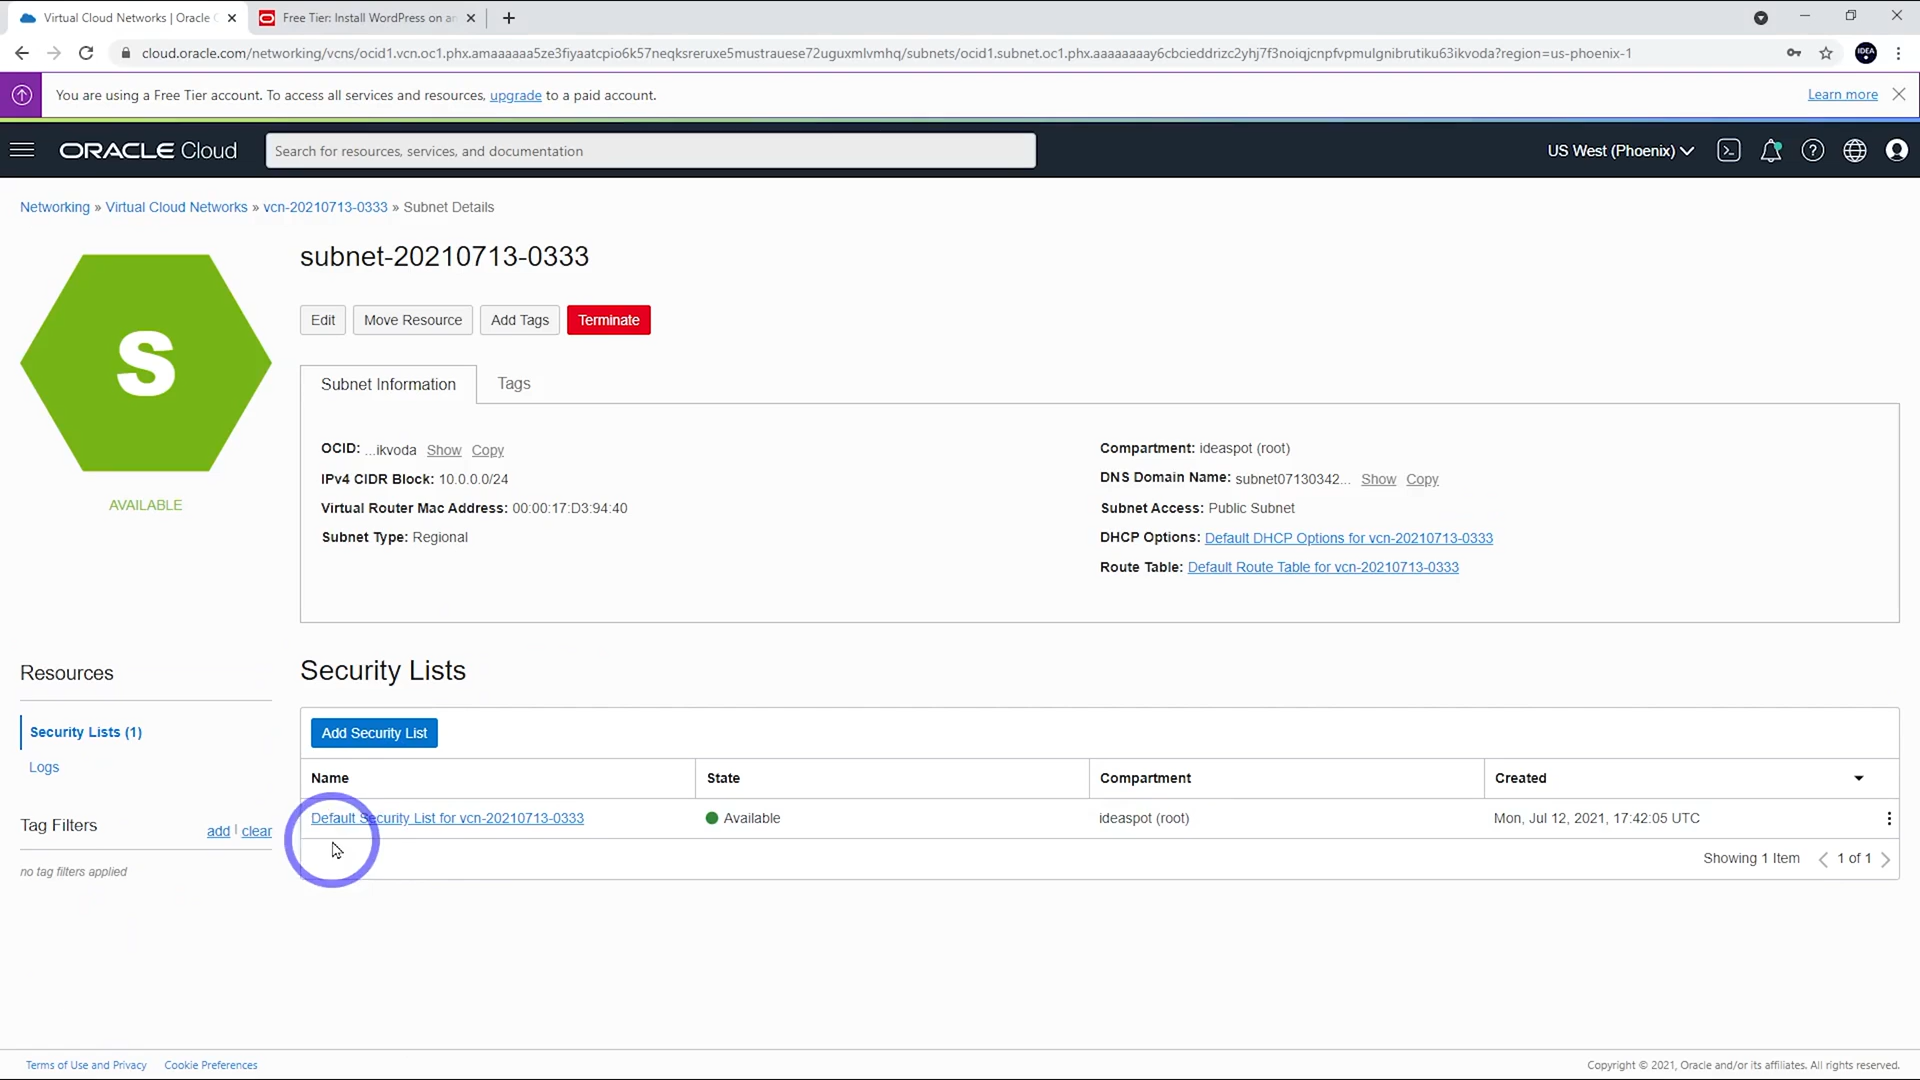 Virtual Cloud Networks | Oracle C
Free Tier: Install WordPress on an
cloud.oracle.com/networking/vcns/ocid1.vcn.oc1.phx.amaaaaaa5ze3fiyaatcpio6k57neqksreruxe5mustrauese72uguxmlvmhq/subnets/ocid1.subnet.oc1.phx.aaaaaaaay6cbcieddrizc2yhj7f3noiqjcnpfvpmulgnibrutiku63ikvoda?region=us-phoenix-1
IDEA
You are using a Free Tier account. To access all services and resources, upgrade to a paid account.
Learn more
ORACLE Cloud
Search for resources, services, and documentation
US West (Phoenix)
Networking » Virtual Cloud Networks » vcn-20210713-0333 » Subnet Details
S
AVAILABLE
subnet-20210713-0333
Edit
Move Resource
Add Tags
Terminate
Subnet Information
Tags
OCID: ...ikvoda Show Copy
IPv4 CIDR Block: 10.0.0.0/24
Virtual Router Mac Address: 00:00:17:D3:94:40
Subnet Type: Regional
Compartment: ideaspot (root)
DNS Domain Name: subnet07130342... Show Copy
Subnet Access: Public Subnet
DHCP Options: Default DHCP Options for vcn-20210713-0333
Route Table: Default Route Table for vcn-20210713-0333
Resources
Security Lists (1)
Logs
Tag Filters
add | clear
no tag filters applied
Security Lists
Add Security List
Name State Compartment Created
Default Security List for vcn-20210713-0333 Available ideaspot (root) Mon, Jul 12, 2021, 17:42:05 UTC
Showing 1 Item < 1 of 1 >
Terms of Use and Privacy
Cookie Preferences
Copyright © 2021, Oracle and/or its affiliates. All rights reserved.